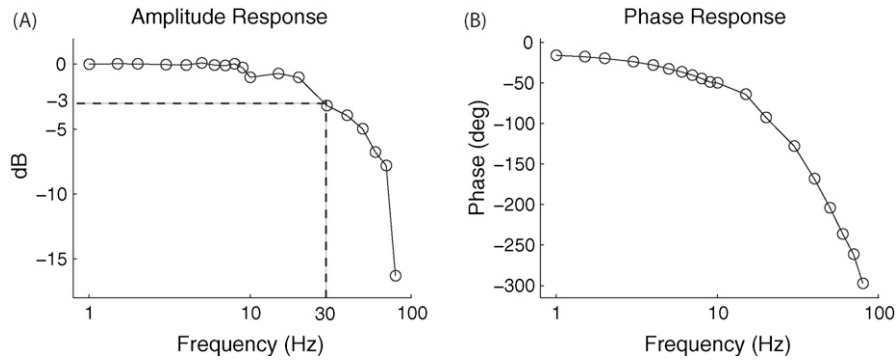 (A) Amplitude Response
0
−3
−5
−10
−15
dB
1 10 30 100
Frequency (Hz)
(B) Phase Response
0
−50
−100
−150
−200
−250
−300
Phase (deg)
1 10 100
Frequency (Hz)